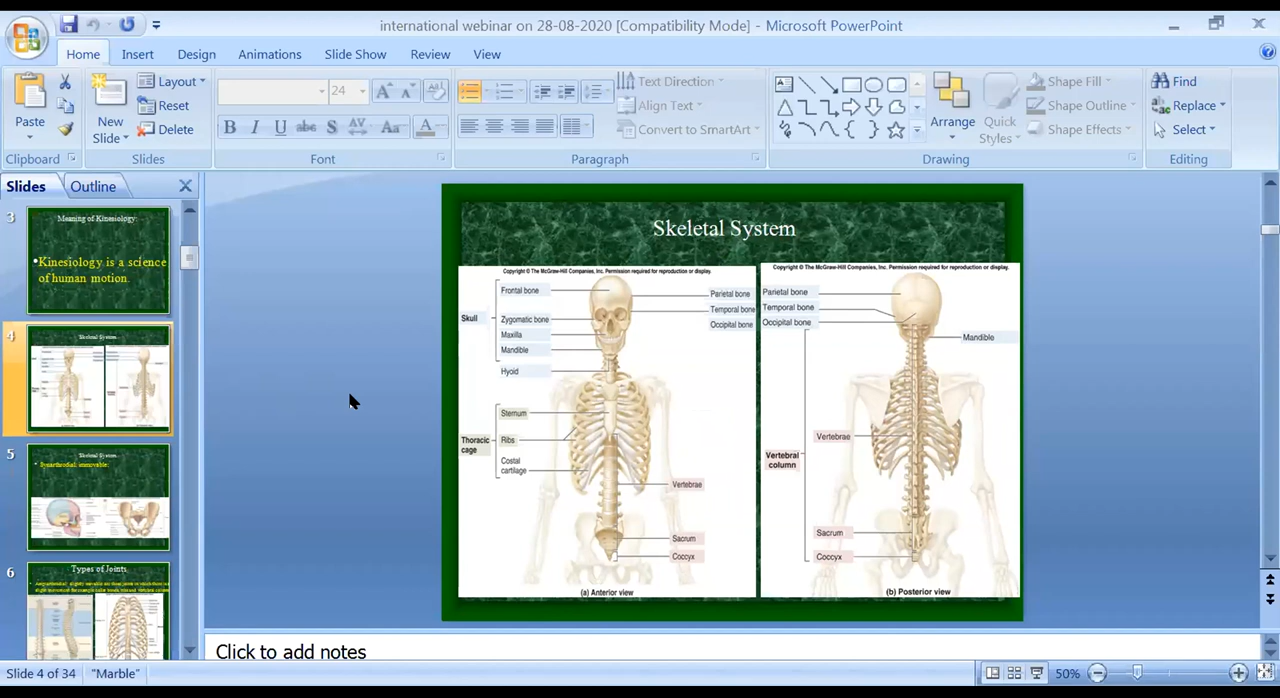 international webinar on 28-08-2020 [Compatibility Mode] - Microsoft PowerPoint
Home Insert Design Animations Slide Show Review View
Paste
Clipboard
New Slide
Layout
Reset
Delete
Slides
24
B I U abc S AV Aa A
Font
Text Direction
Align Text
Convert to SmartArt
Paragraph
Arrange
Quick Styles
Shape Fill
Shape Outline
Shape Effects
Drawing
Find
Replace
Select
Editing
Slides Outline
3
Meaning of Kinesiology:
•Kinesiology is a science
of human motion.
4
Skeletal System
5
Skeletal System
• Synarthrodial: immovable:
6
Types of Joints
Skeletal System
Copyright © The McGraw-Hill Companies, Inc. Permission required for reproduction or display.
Skull
Frontal bone
Zygomatic bone
Maxilla
Mandible
Hyoid
Parietal bone
Temporal bone
Occipital bone
Thoracic
cage
Sternum
Ribs
Costal
cartilage
Vertebrae
Sacrum
Coccyx
(a) Anterior view
Copyright © The McGraw-Hill Companies, Inc. Permission required for reproduction or display.
Parietal bone
Temporal bone
Occipital bone
Mandible
Vertebral
column
Vertebrae
Sacrum
Coccyx
(b) Posterior view
Click to add notes
Slide 4 of 34 "Marble" 50%